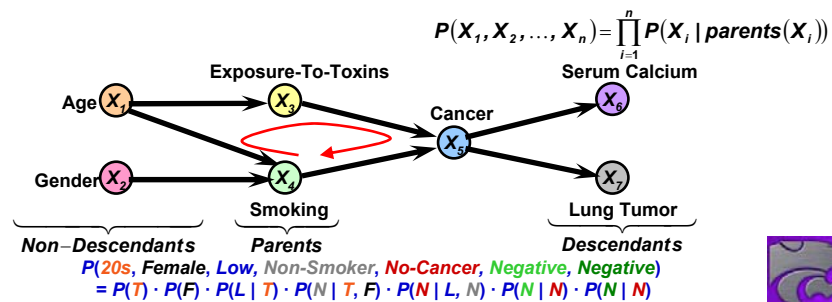 P(X₁, X₂, ..., Xₙ) = ∏ⁿᵢ₌₁ P(Xᵢ | parents(Xᵢ))
Exposure-To-Toxins
Serum Calcium
Age X₁
X₃
X₆
Cancer
X₅
Gender X₂
X₄
X₇
Smoking
Lung Tumor
Non–Descendants
Parents
Descendants
P(20s, Female, Low, Non-Smoker, No-Cancer, Negative, Negative)
= P(T) · P(F) · P(L | T) · P(N | T, F) · P(N | L, N) · P(N | N) · P(N | N)